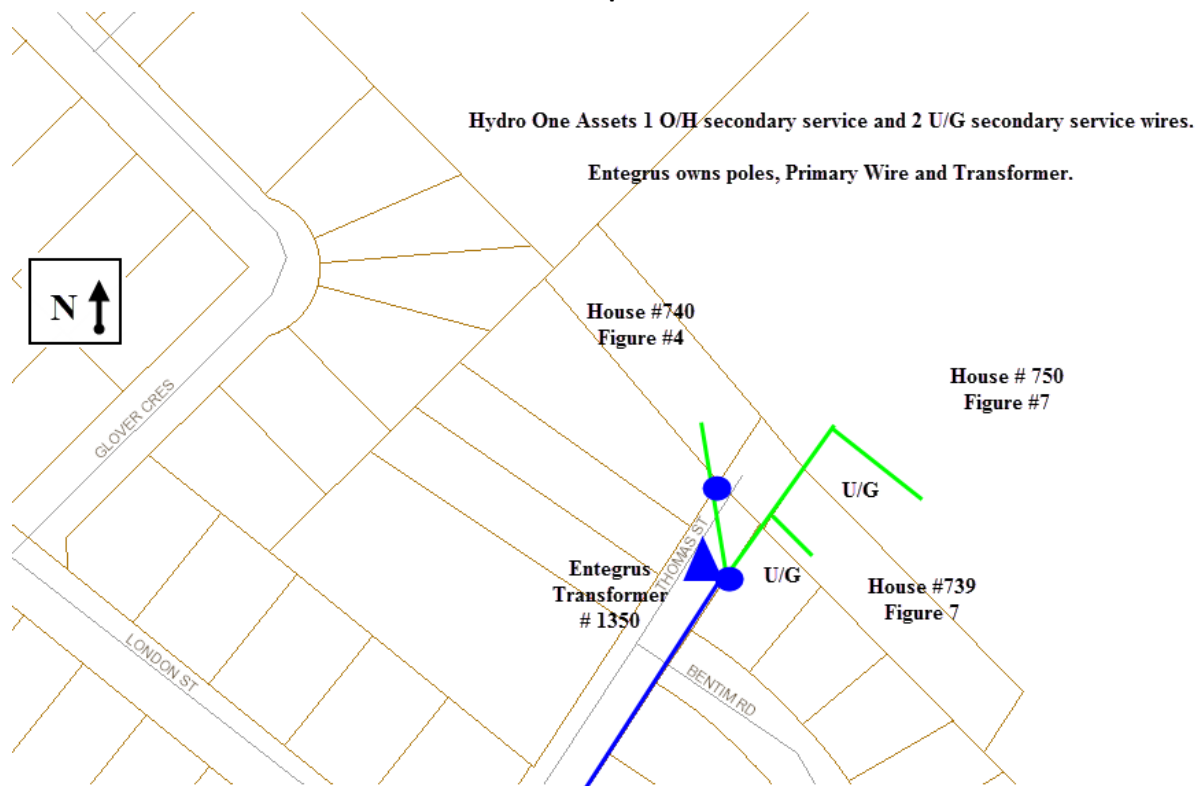 Hydro One Assets 1 O/H secondary service and 2 U/G secondary service wires.
Entegrus owns poles, Primary Wire and Transformer.
N
House #740
Figure #4
House # 750
Figure #7
GLOVER CRES
U/G
THOMAS ST
Entegrus
Transformer
# 1350
U/G
House #739
Figure 7
LONDON ST
BENTIM RD